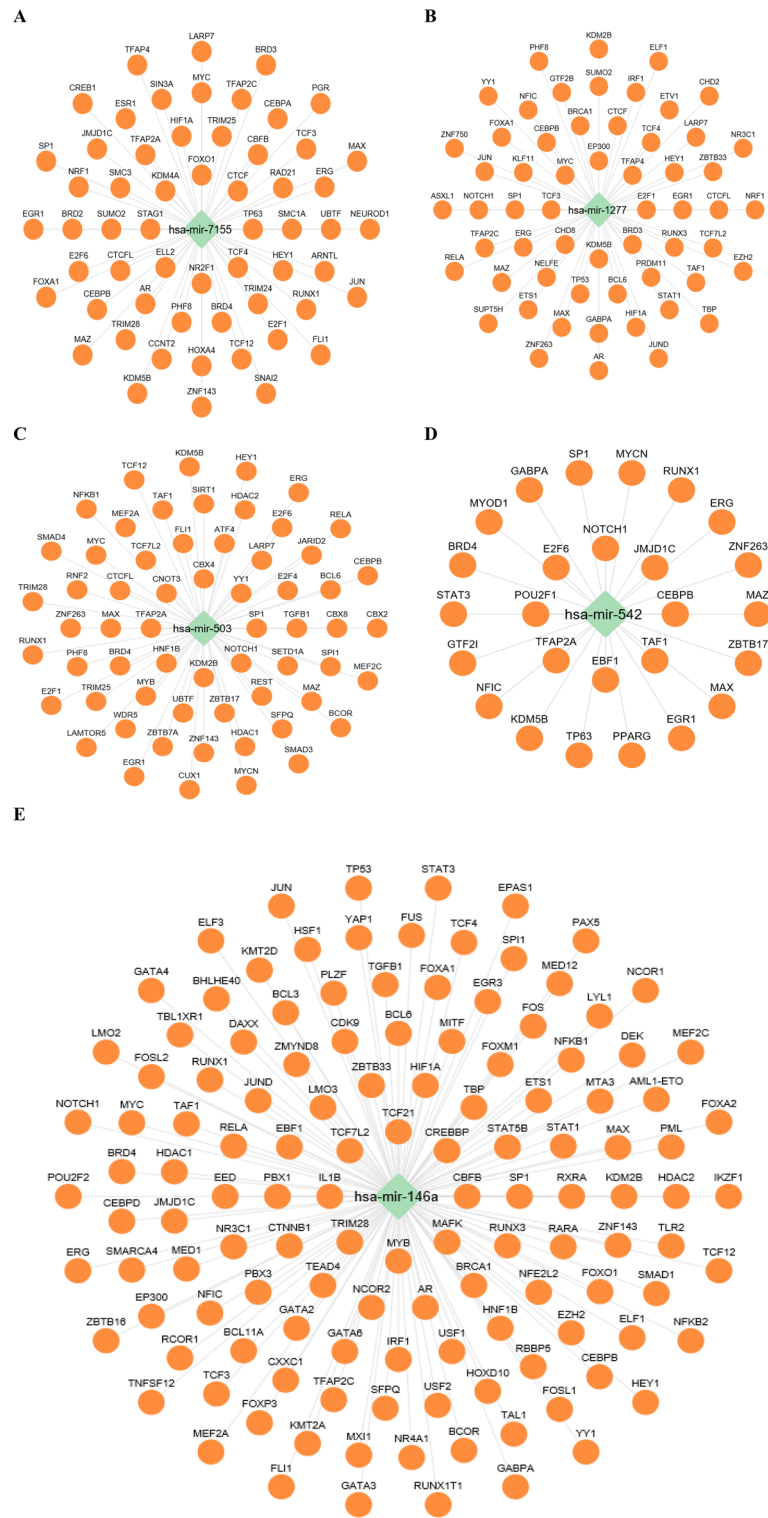 A
LARP7
TFAP4 BRD3
MYC
SIN3A TFAP2C
CREB1 PGR
ESR1 CEBPA
HIF1A TRIM25
JMJD1C TFAP2A CBFB TCF3
SP1 FOXO1 MAX
NRF1 SMC3 KDM4A CTCF RAD21 ERG
EGR1 BRD2 SUMO2 STAG1 TP63 SMC1A UBTF NEUROD1
hsa-mir-7155
E2F6 CTCFL ELL2 TCF4 HEY1 ARNTL
FOXA1 NR2F1 JUN
CEBPB AR TRIM24 RUNX1
PHF8 BRD4
MAZ TRIM28 E2F1 FLI1
CCNT2 TCF12
HOXA4
KDM5B SNAI2
ZNF143
B
KDM2B
PHF8 ELF1
SUMO2
GTF2B IRF1
YY1 CHD2
NFIC ETV1
BRCA1 CTCF
FOXA1 CEBPB TCF4 LARP7
ZNF750 EP300 NR3C1
JUN KLF11 MYC TFAP4 HEY1 ZBTB33
ASXL1 NOTCH1 SP1 TCF3 E2F1 EGR1 CTCFL NRF1
hsa-mir-1277
TFAP2C ERG CHD8 BRD3 RUNX3 TCF7L2
RELA KDM5B EZH2
MAZ NELFE PRDM11 TAF1
TP53 BCL6
SUPT5H ETS1 STAT1 TBP
MAX HIF1A
GABPA
ZNF263 JUND
AR
C
KDM5B
TCF12 HEY1
ERG
SIRT1
NFKB1 TAF1 HDAC2
MEF2A E2F6 RELA
FLI1 ATF4
SMAD4 MYC TCF7L2 LARP7 JARID2
CBX4 CEBPB
RNF2 CTCFL CNOT3 YY1 E2F4 BCL6
TRIM28
ZNF263 MAX TFAP2A SP1 TGFB1 CBX8 CBX2
hsa-mir-503
RUNX1 HNF1B NOTCH1
PHF8 BRD4 SETD1A SPI1
KDM2B MEF2C
E2F1 TRIM25 MYB REST MAZ
UBTF ZBTB17 BCOR
WDR5 SFPQ
LAMTOR5 ZBTB7A ZNF143 HDAC1
SMAD3
EGR1
CUX1 MYCN
D
SP1 MYCN
GABPA RUNX1
MYOD1 NOTCH1 ERG
E2F6 JMJD1C
BRD4 ZNF263
STAT3 POU2F1 CEBPB MAZ
hsa-mir-542
GTF2I TFAP2A TAF1 ZBTB17
EBF1
NFIC MAX
KDM5B EGR1
TP63 PPARG
E
TP53 STAT3
JUN EPAS1
ELF3 HSF1 YAP1 FUS TCF4 PAX5
KMT2D SPI1
GATA4 PLZF TGFB1 FOXA1 MED12 NCOR1
BHLHE40 BCL3 EGR3
TBL1XR1 CDK9 BCL6 MITF FOS LYL1
LMO2 DAXX MEF2C
ZMYND8 FOXM1 NFKB1 DEK
FOSL2 RUNX1 ZBTB33 HIF1A
JUND LMO3 TBP ETS1 MTA3 AML1-ETO
NOTCH1 MYC TAF1 TCF21 FOXA2
RELA EBF1 TCF7L2 CREBBP STAT5B STAT1 MAX PML
BRD4 HDAC1
POU2F2 EED PBX1 IL1B CBFB SP1 RXRA KDM2B HDAC2 IKZF1
hsa-mir-146a
CEBPD JMJD1C
NR3C1 CTNNB1 TRIM28 MAFK RUNX3 RARA ZNF143 TLR2
ERG SMARCA4 MED1 MYB TCF12
PBX3 TEAD4 BRCA1 NFE2L2 FOXO1 SMAD1
EP300 NFIC NCOR2 AR
ZBTB16 GATA2 HNF1B EZH2 ELF1 NFKB2
RCOR1 BCL11A GATA6 IRF1 USF1
CXXC1 RBBP5 CEBPB
TNFSF12 TCF3 TFAP2C SFPQ USF2 HOXD10 HEY1
FOXP3 FOSL1
MEF2A KMT2A MXI1 NR4A1 BCOR TAL1 YY1
FLI1 GABPA
GATA3 RUNX1T1